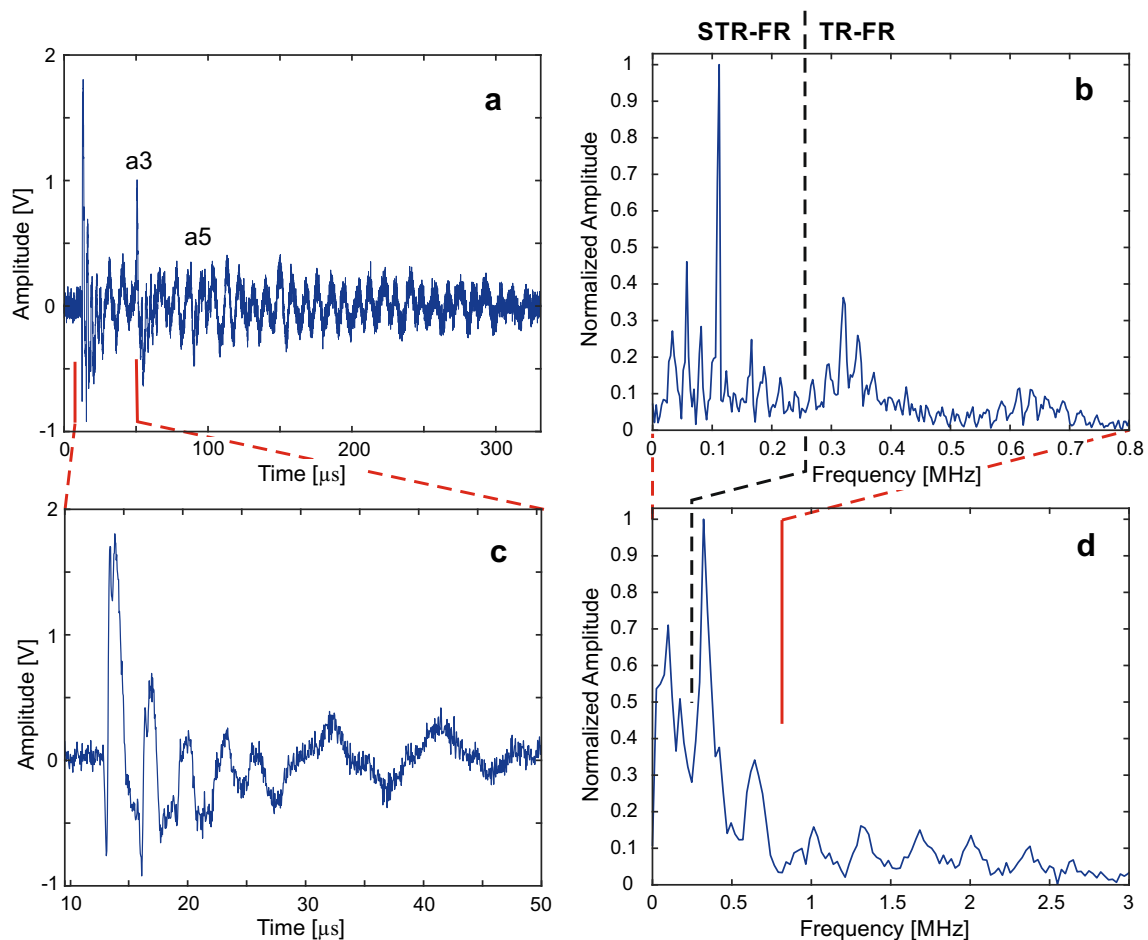 STR-FR TR-FR
a
a3
a5
2
1
0
-1
Amplitude [V]
0 100 200 300
Time [μs]
b
1
0.9
0.8
0.7
0.6
0.5
0.4
0.3
0.2
0.1
0
Normalized Amplitude
0 0.1 0.2 0.3 0.4 0.5 0.6 0.7 0.8
Frequency [MHz]
c
2
1
0
-1
Amplitude [V]
10 20 30 40 50
Time [μs]
d
1
0.9
0.8
0.7
0.6
0.5
0.4
0.3
0.2
0.1
0
Normalized Amplitude
0 0.5 1 1.5 2 2.5 3
Frequency [MHz]